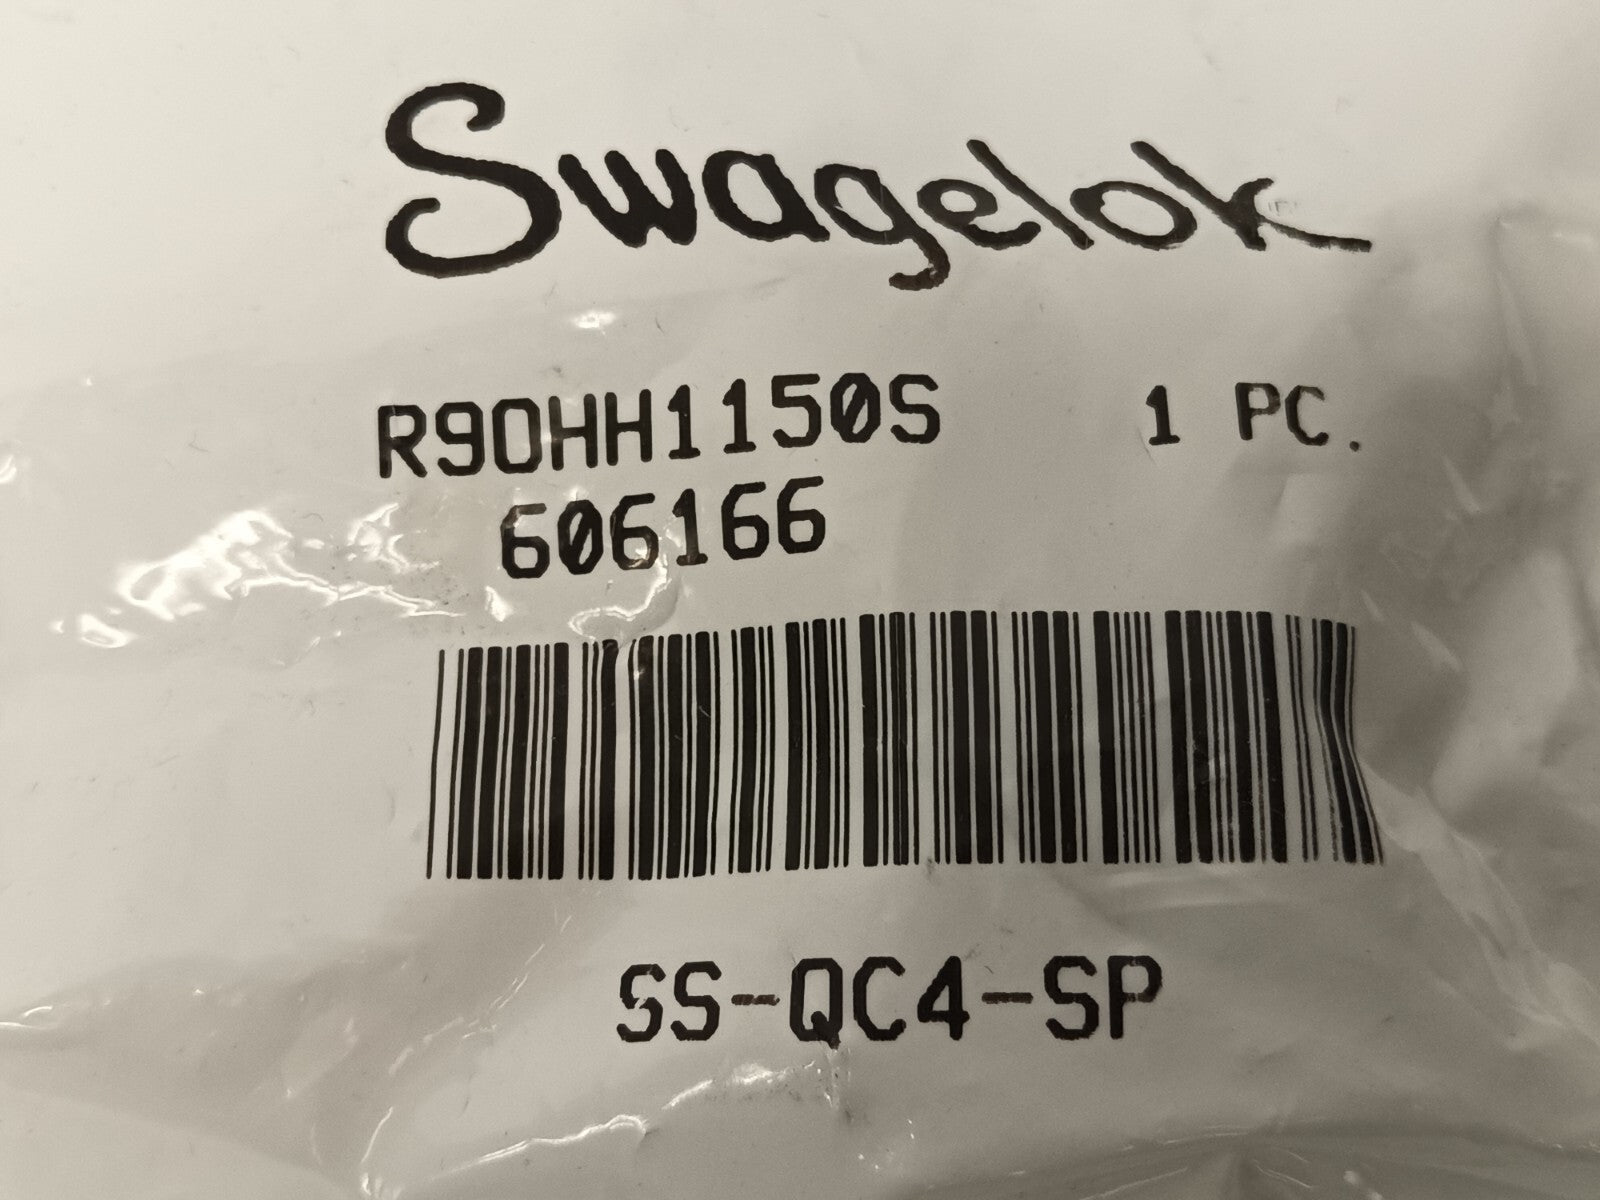 Swagelok
R90HH1150S 1 PC.
606166
SS-QC4-SP